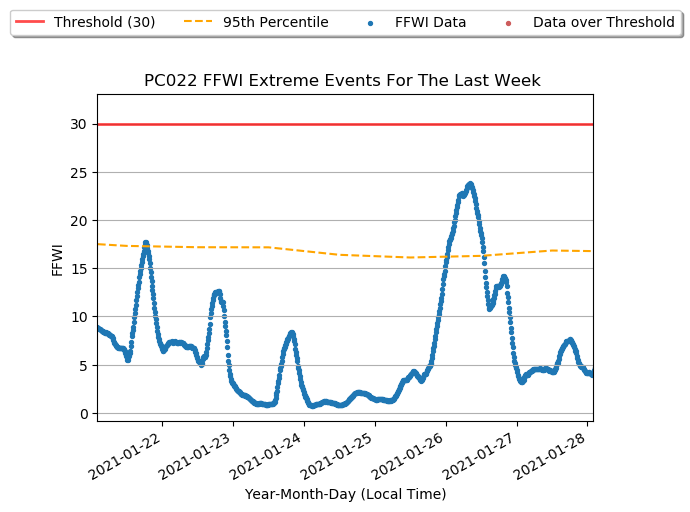 Threshold (30) 95th Percentile FFWI Data Data over Threshold
PC022 FFWI Extreme Events For The Last Week
30
25
20
15
10
5
0
FFWI
2021-01-22 2021-01-23 2021-01-24 2021-01-25 2021-01-26 2021-01-27 2021-01-28
Year-Month-Day (Local Time)